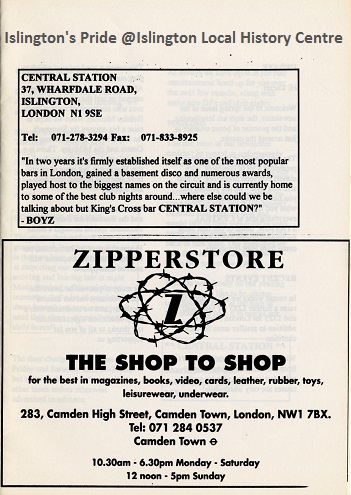 Islington's Pride @Islington Local History Centre
CENTRAL STATION
37, WHARFDALE ROAD,
ISLINGTON,
LONDON N1 9SE
Tel: 071-278-3294 Fax: 071-833-8925
"In two years it's firmly established itself as one of the most popular
bars in London, gained a basement disco and numerous awards,
played host to the biggest names on the circuit and is currently home
to some of the best club nights around...where else could we be
talking about but King's Cross bar CENTRAL STATION?"
- BOYZ
ZIPPERSTORE
Z
THE SHOP TO SHOP
for the best in magazines, books, video, cards, leather, rubber, toys,
leisurewear, underwear.
283, Camden High Street, Camden Town, London, NW1 7BX.
Tel: 071 284 0537
Camden Town
10.30am - 6.30pm Monday - Saturday
12 noon - 5pm Sunday